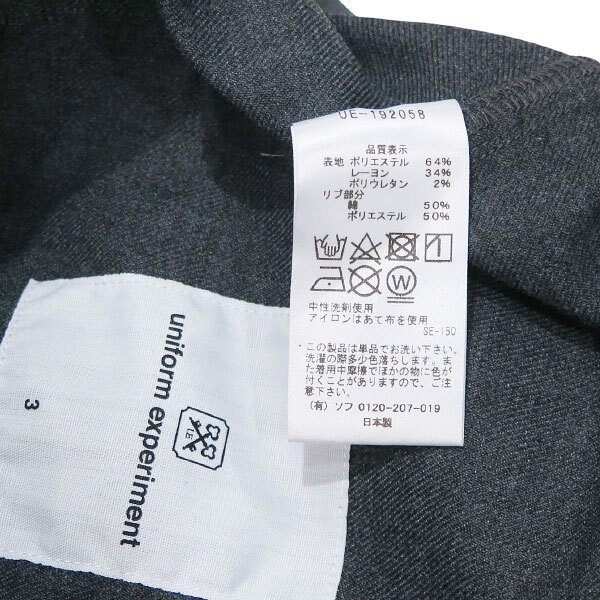 UE-192058
品質表示
表地 ポリエステル 64%
レーヨン 34%
ポリウレタン 2%
リブ部分
綿 50%
ポリエステル 50%
W
中性洗剤使用
アイロンはあて布を使用
SE-150
・この製品は単品でお洗い下さい。
洗濯の際多少色落ちします。ま
た着用中摩擦でほかの物に色が
付くことがありますので、ご注
意下さい。
(有) ソフ 0120-207-019
日本製
uniform experiment
UE
3